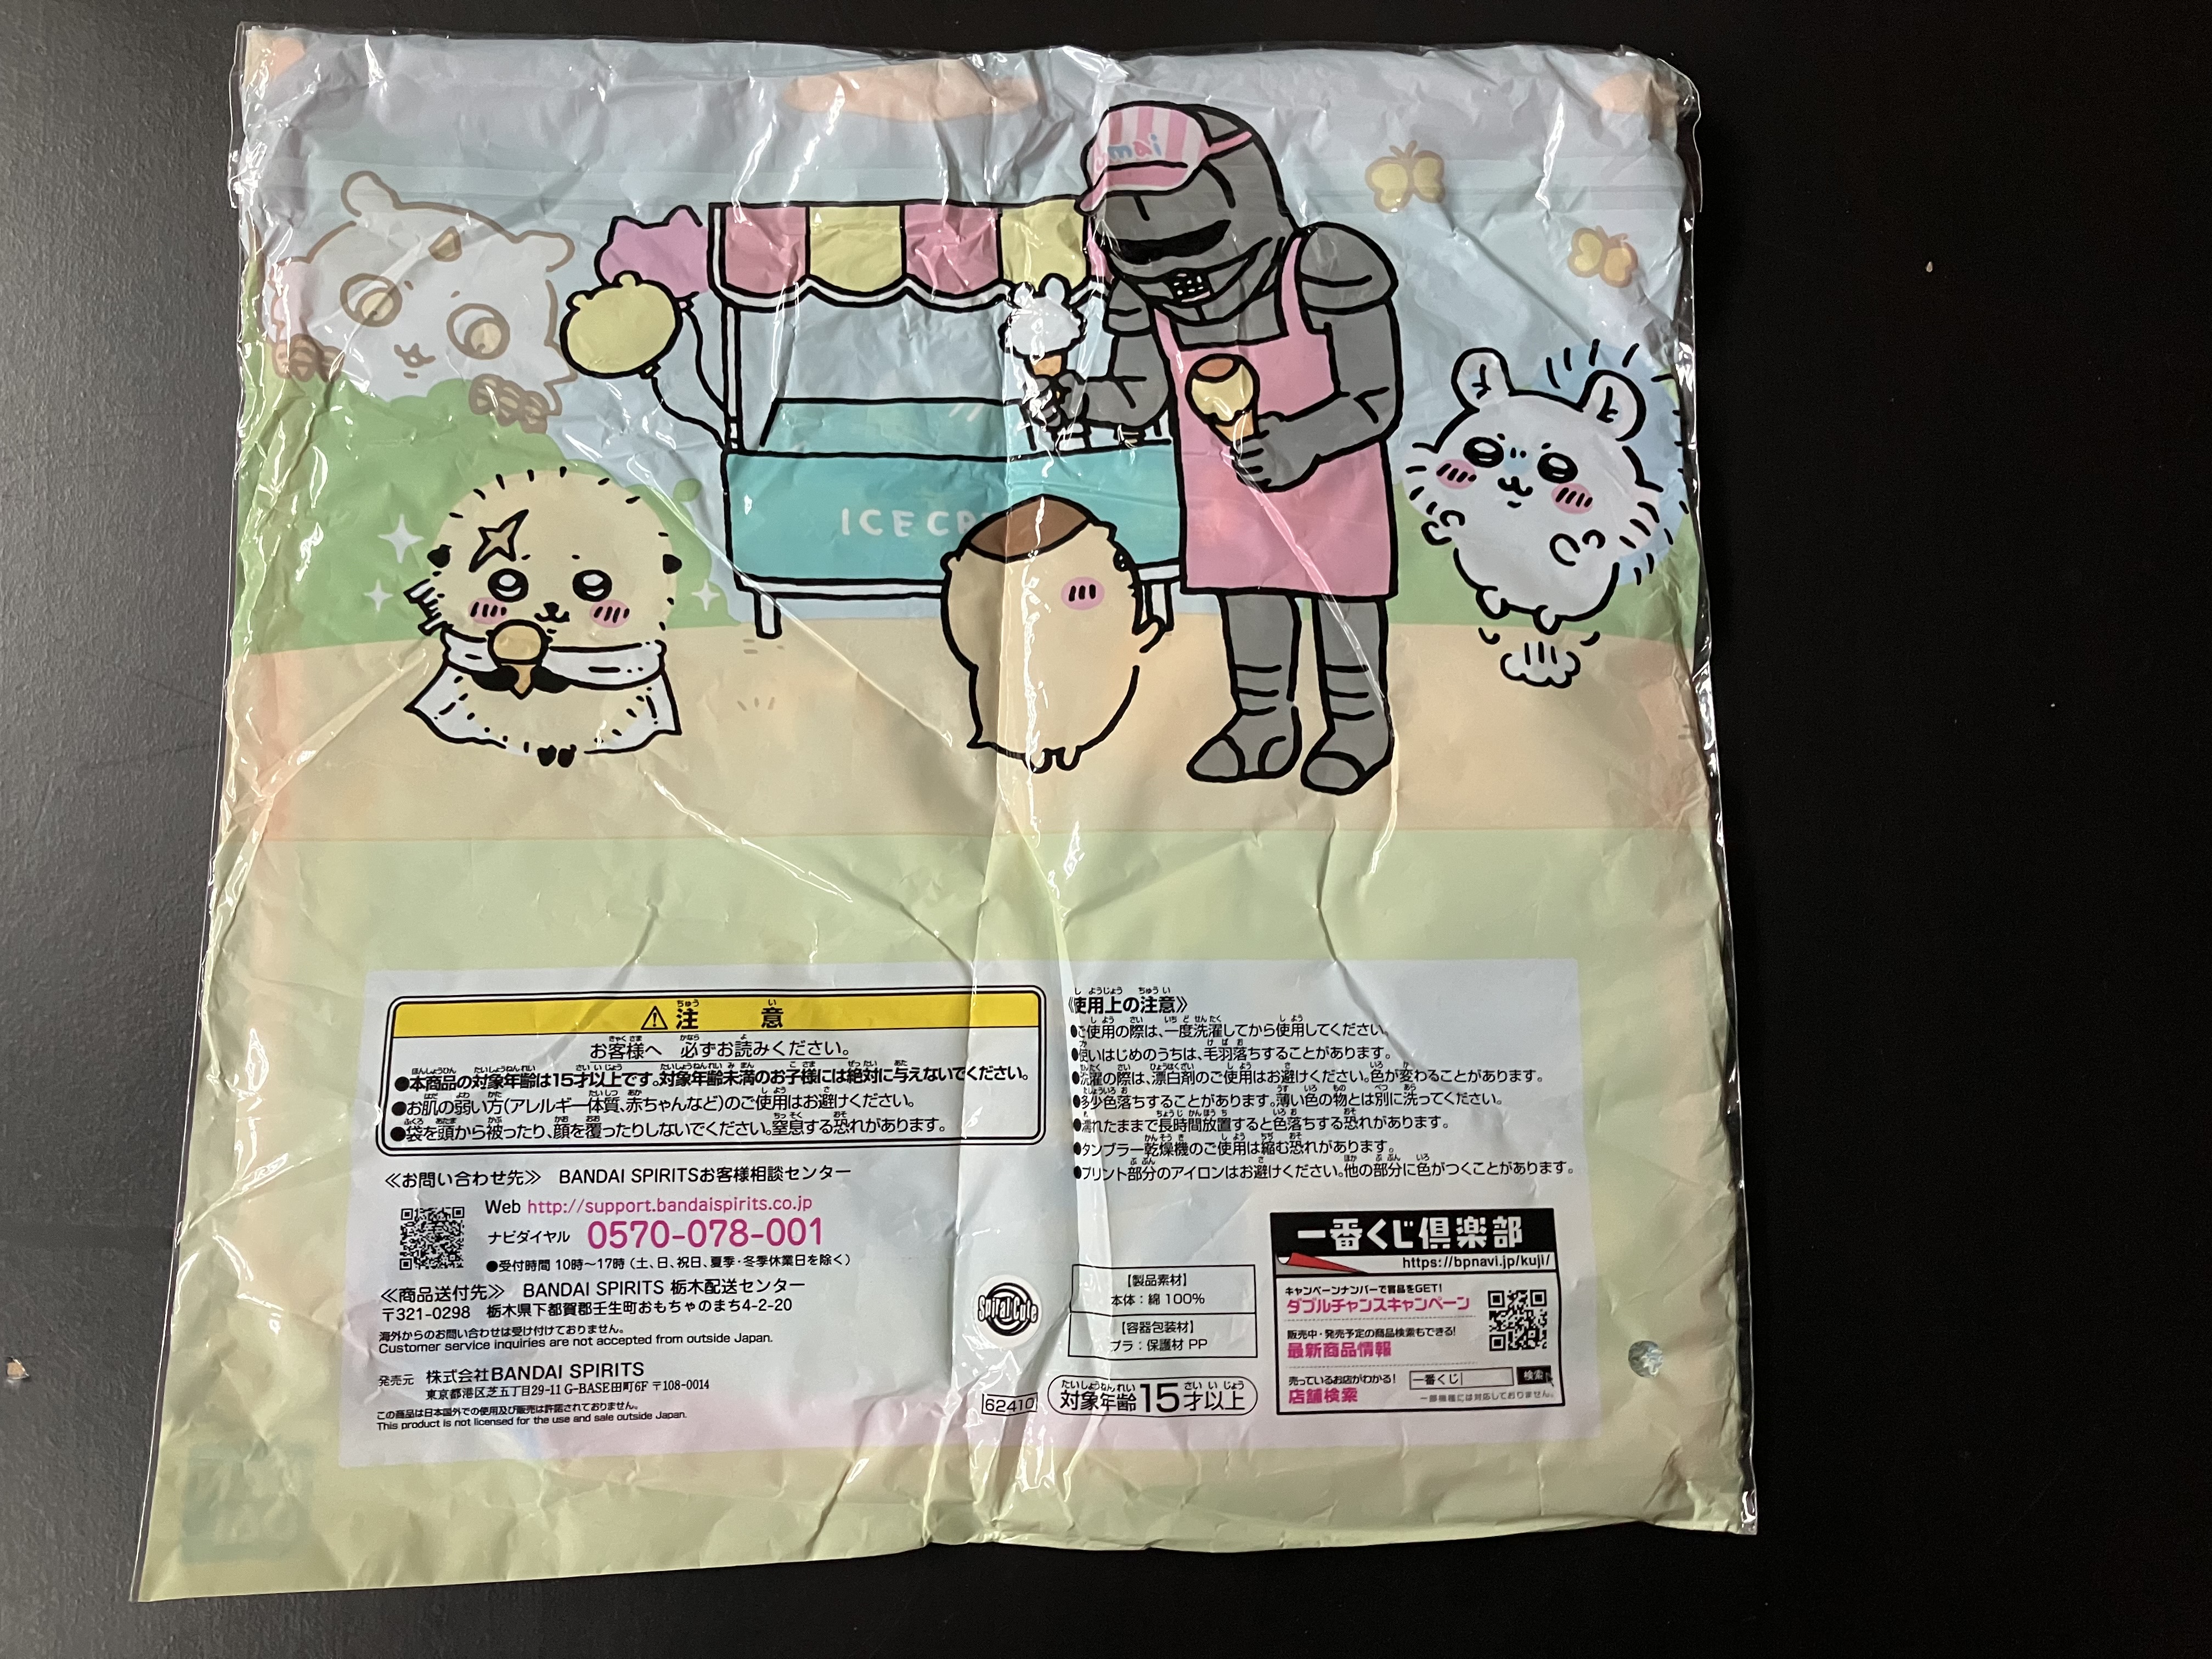 ICE CR
⚠注意
お客様へ 必ずお読みください。
●本商品の対象年齢は15才以上です。対象年齢未満のお子様には絶対に与えないでください。
●お肌の弱い方(アレルギー体質、赤ちゃんなど)のご使用はお避けください。
●袋を頭から被ったり、顔を覆ったりしないでください。窒息する恐れがあります。
≪お問い合わせ先≫ BANDAI SPIRITSお客様相談センター
Web http://support.bandaispirits.co.jp
ナビダイヤル 0570-078-001
●受付時間 10時～17時(土、日、祝日、夏季・冬季休業日を除く)
≪商品送付先≫ BANDAI SPIRITS 栃木配送センター
〒321-0298 栃木県下都賀郡壬生町おもちゃのまち4-2-20
海外からのお問い合わせは受け付けておりません。
Customer service inquiries are not accepted from outside Japan.
発売元 株式会社BANDAI SPIRITS
東京都港区芝五丁目29-11 G-BASE田町6F 〒108-0014
この商品は日本国外での使用及び販売は許諾されておりません。
This product is not licensed for the use and sale outside Japan.
《使用上の注意》
●ご使用の際は、一度洗濯してから使用してください。
●使いはじめのうちは、毛羽落ちすることがあります。
●洗濯の際は、漂白剤のご使用はお避けください。色が変わることがあります。
●多少色落ちすることがあります。薄い色の物とは別に洗ってください。
●濡れたままで長時間放置すると色落ちする恐れがあります。
●タンブラー乾燥機のご使用は縮む恐れがあります。
●プリント部分のアイロンはお避けください。他の部分に色がつくことがあります。
Spiral Cute
【製品素材】
本体：綿 100%
【容器包装材】
プラ：保護材 PP
62410
対象年齢15才以上
一番くじ倶楽部
https://bpnavi.jp/kuji/
キャンペーンナンバーで賞品をGET!
ダブルチャンスキャンペーン
販売中・発売予定の商品検索もできる!
最新商品情報
売っているお店がわかる!
店舗検索
一番くじ 検索
一部機種には対応しておりません。